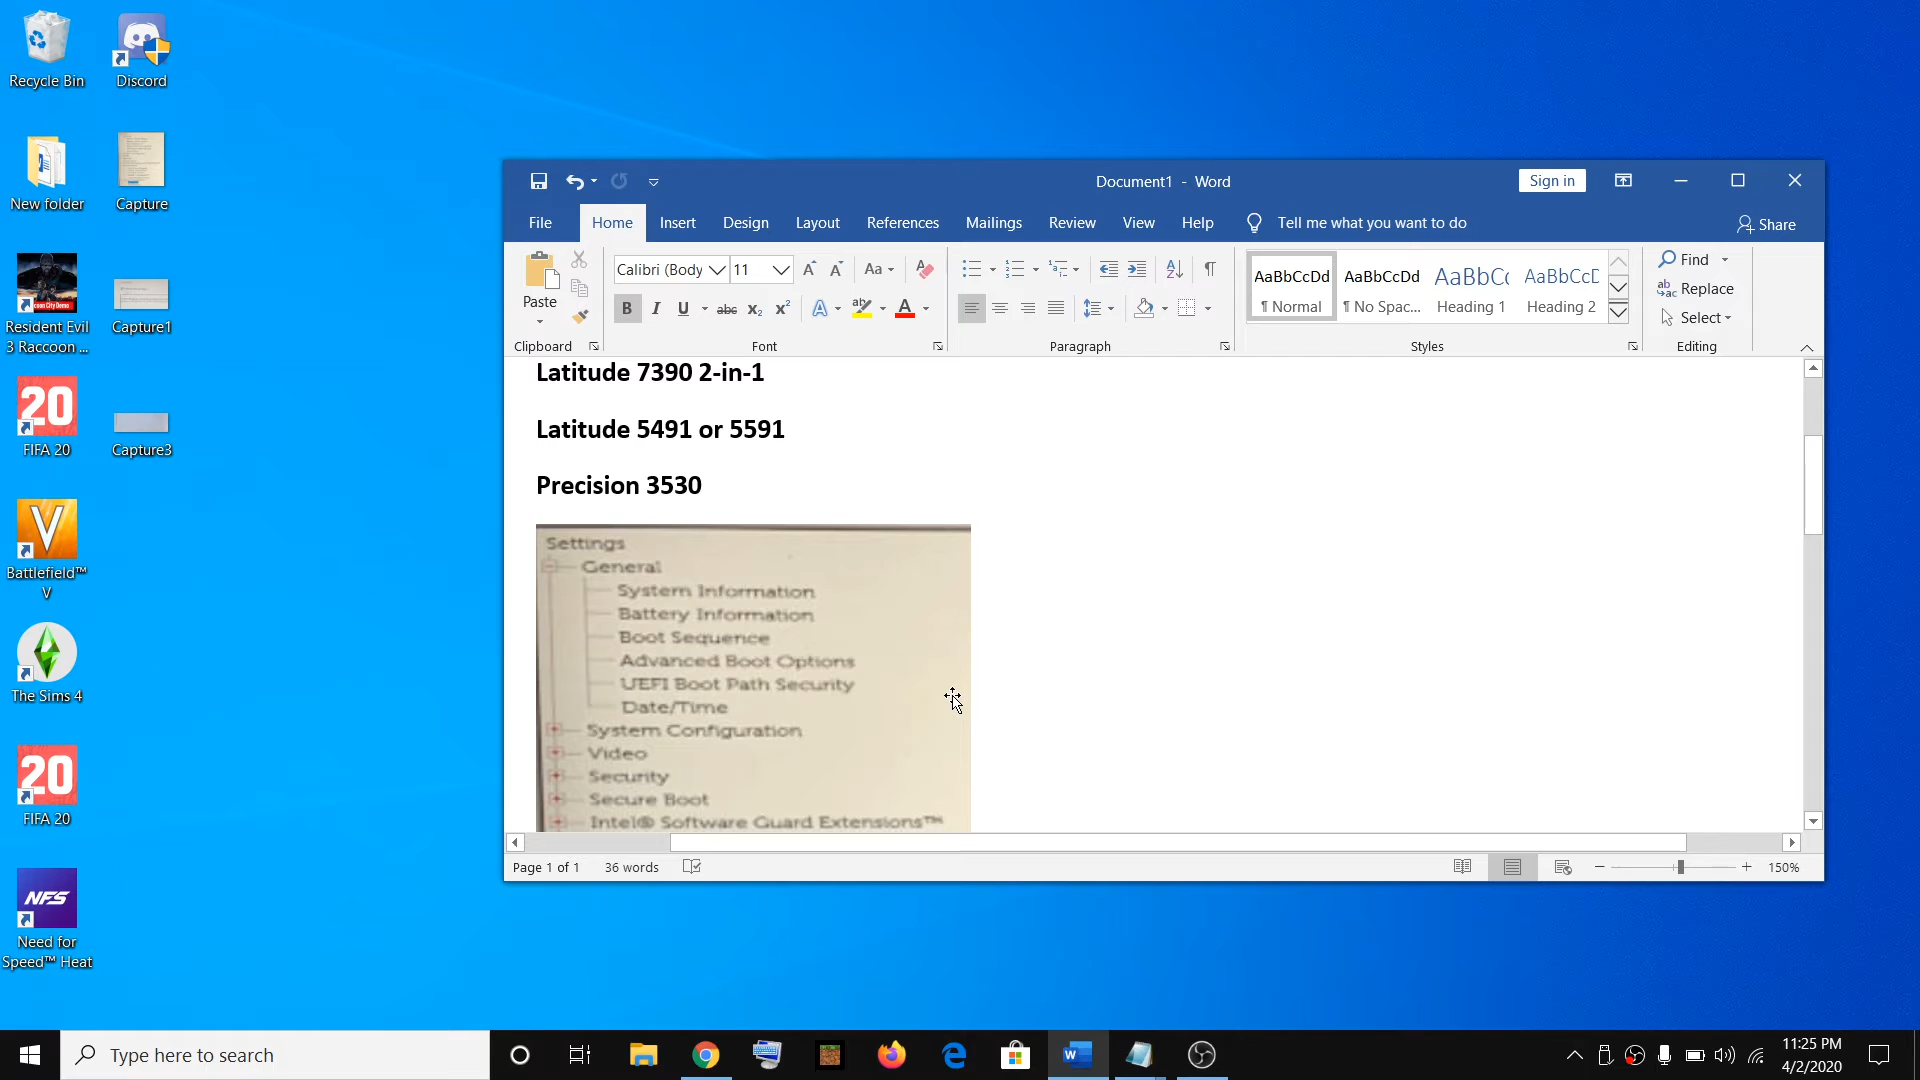 Recycle Bin
Discord
New folder
Capture
Resident Evil
3 Raccoon ...
Capture1
FIFA 20
Capture3
Battlefield™
V
The Sims 4
FIFA 20
Need for
Speed™ Heat
Document1 - Word
Sign in
File Home Insert Design Layout References Mailings Review View Help Tell me what you want to do Share
Paste
Clipboard
Calibri (Body 11
Font
Paragraph
AaBbCcDd AaBbCcDd AaBbC AaBbCcD
¶ Normal ¶ No Spac... Heading 1 Heading 2
Styles
Find
Replace
Select
Editing
Latitude 7390 2-in-1
Latitude 5491 or 5591
Precision 3530
Settings
General
System Information
Battery Information
Boot Sequence
Advanced Boot Options
UEFI Boot Path Security
Date/Time
System Configuration
Video
Security
Secure Boot
Intel® Software Guard Extensions™
Page 1 of 1 36 words 150%
Type here to search
11:25 PM
4/2/2020